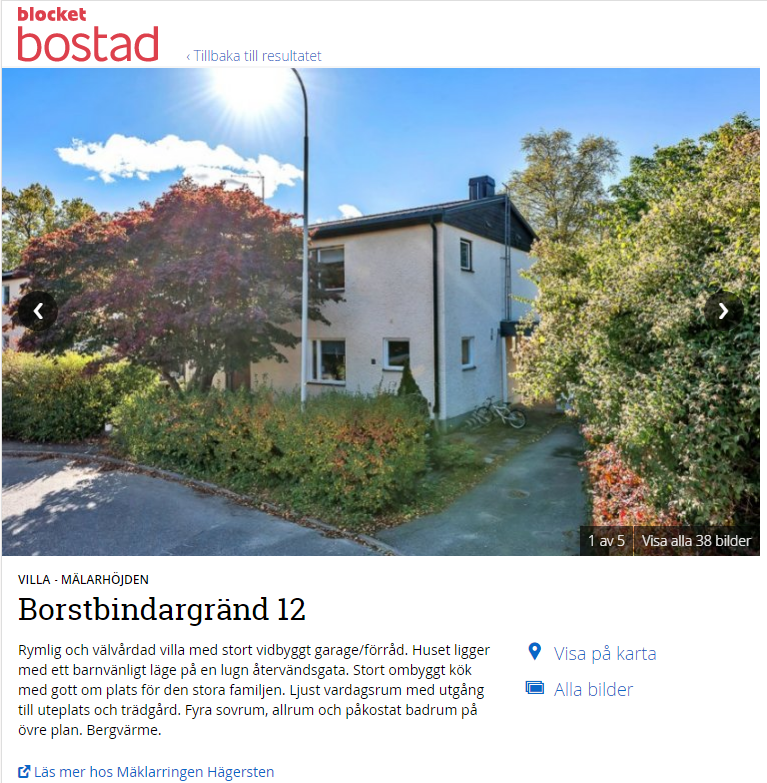 blocket
bostad
‹ Tillbaka till resultatet
1 av 5 Visa alla 38 bilder
VILLA - MÄLARHÖJDEN
Borstbindargränd 12
Rymlig och välvårdad villa med stort vidbyggt garage/förråd. Huset ligger
med ett barnvänligt läge på en lugn återvändsgata. Stort ombyggt kök
med gott om plats för den stora familjen. Ljust vardagsrum med utgång
till uteplats och trädgård. Fyra sovrum, allrum och påkostat badrum på
övre plan. Bergvärme.
Visa på karta
Alla bilder
Läs mer hos Mäklarringen Hägersten